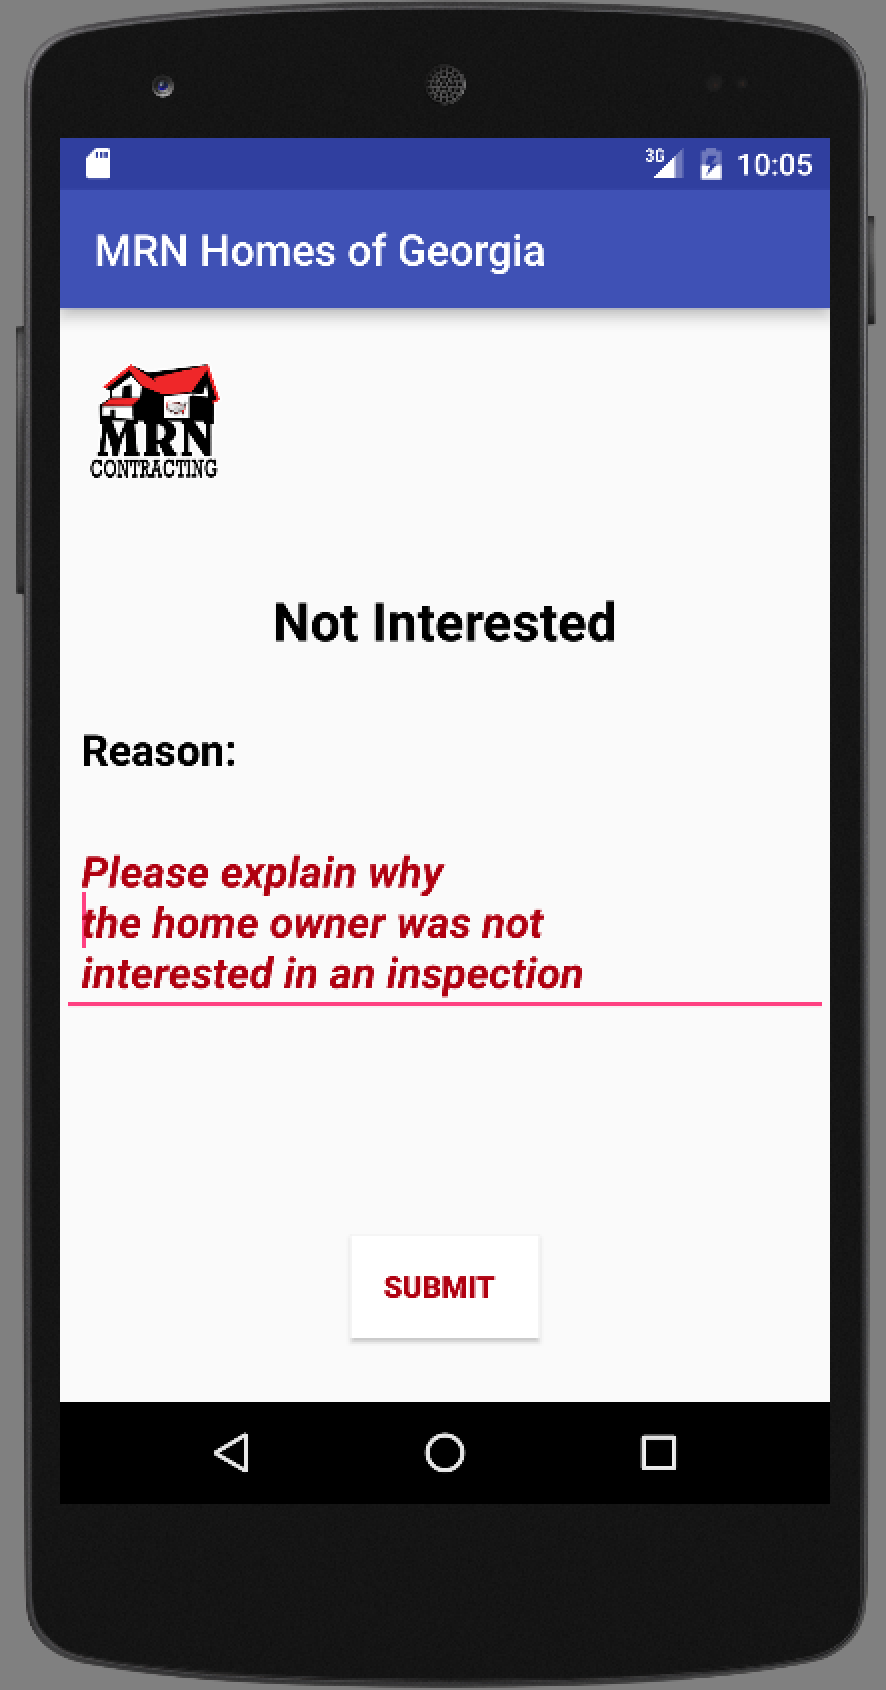 3G 10:05
MRN Homes of Georgia
MRN
CONTRACTING
Not Interested
Reason:
Please explain why
the home owner was not
interested in an inspection
SUBMIT